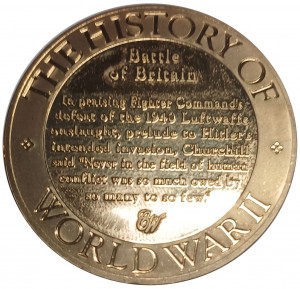 THE HISTORY OF
Battle
of Britain
In praising Fighter Command's
defeat of the 1940 Luftwaffe
onslaught, prelude to Hitler's
intended invasion, Churchill
said "Never in the field of human
conflict was so much owed by
so many to so few."
WORLD WAR II